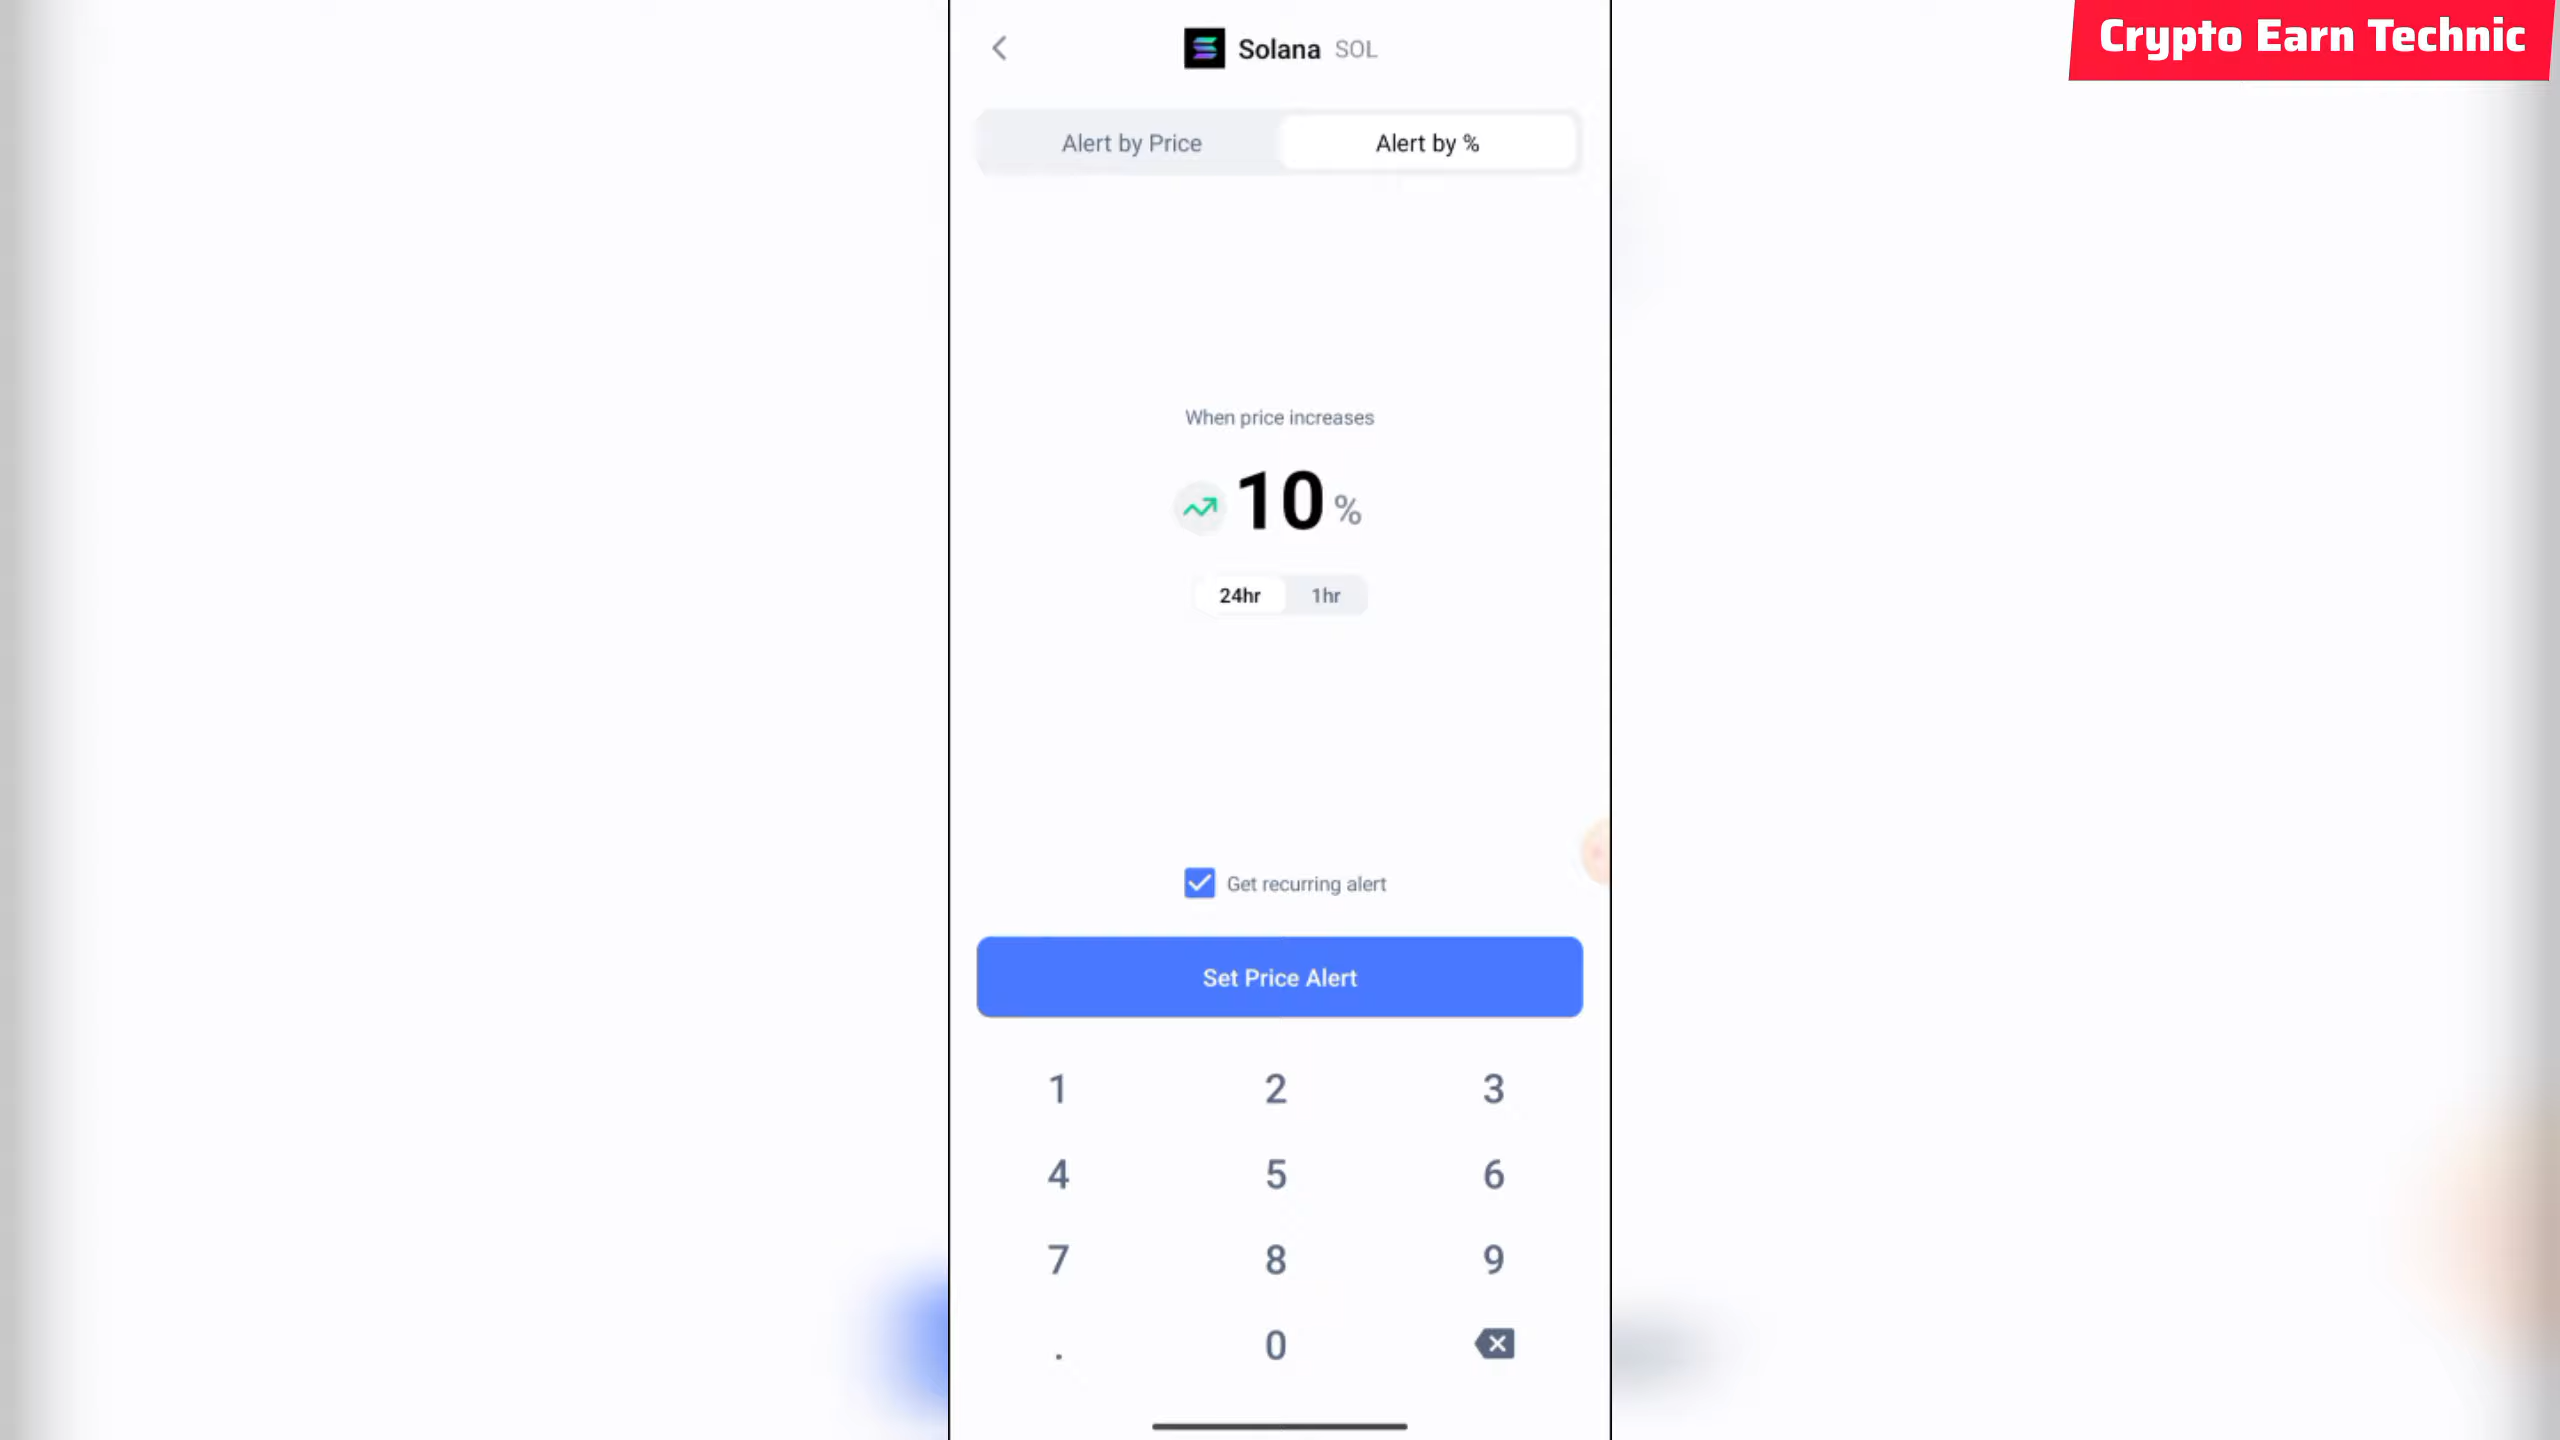 Crypto Earn Technic
Solana SOL
Alert by Price Alert by %
When price increases
10 %
24hr 1hr
Get recurring alert
Set Price Alert
1 2 3
4 5 6
7 8 9
. 0